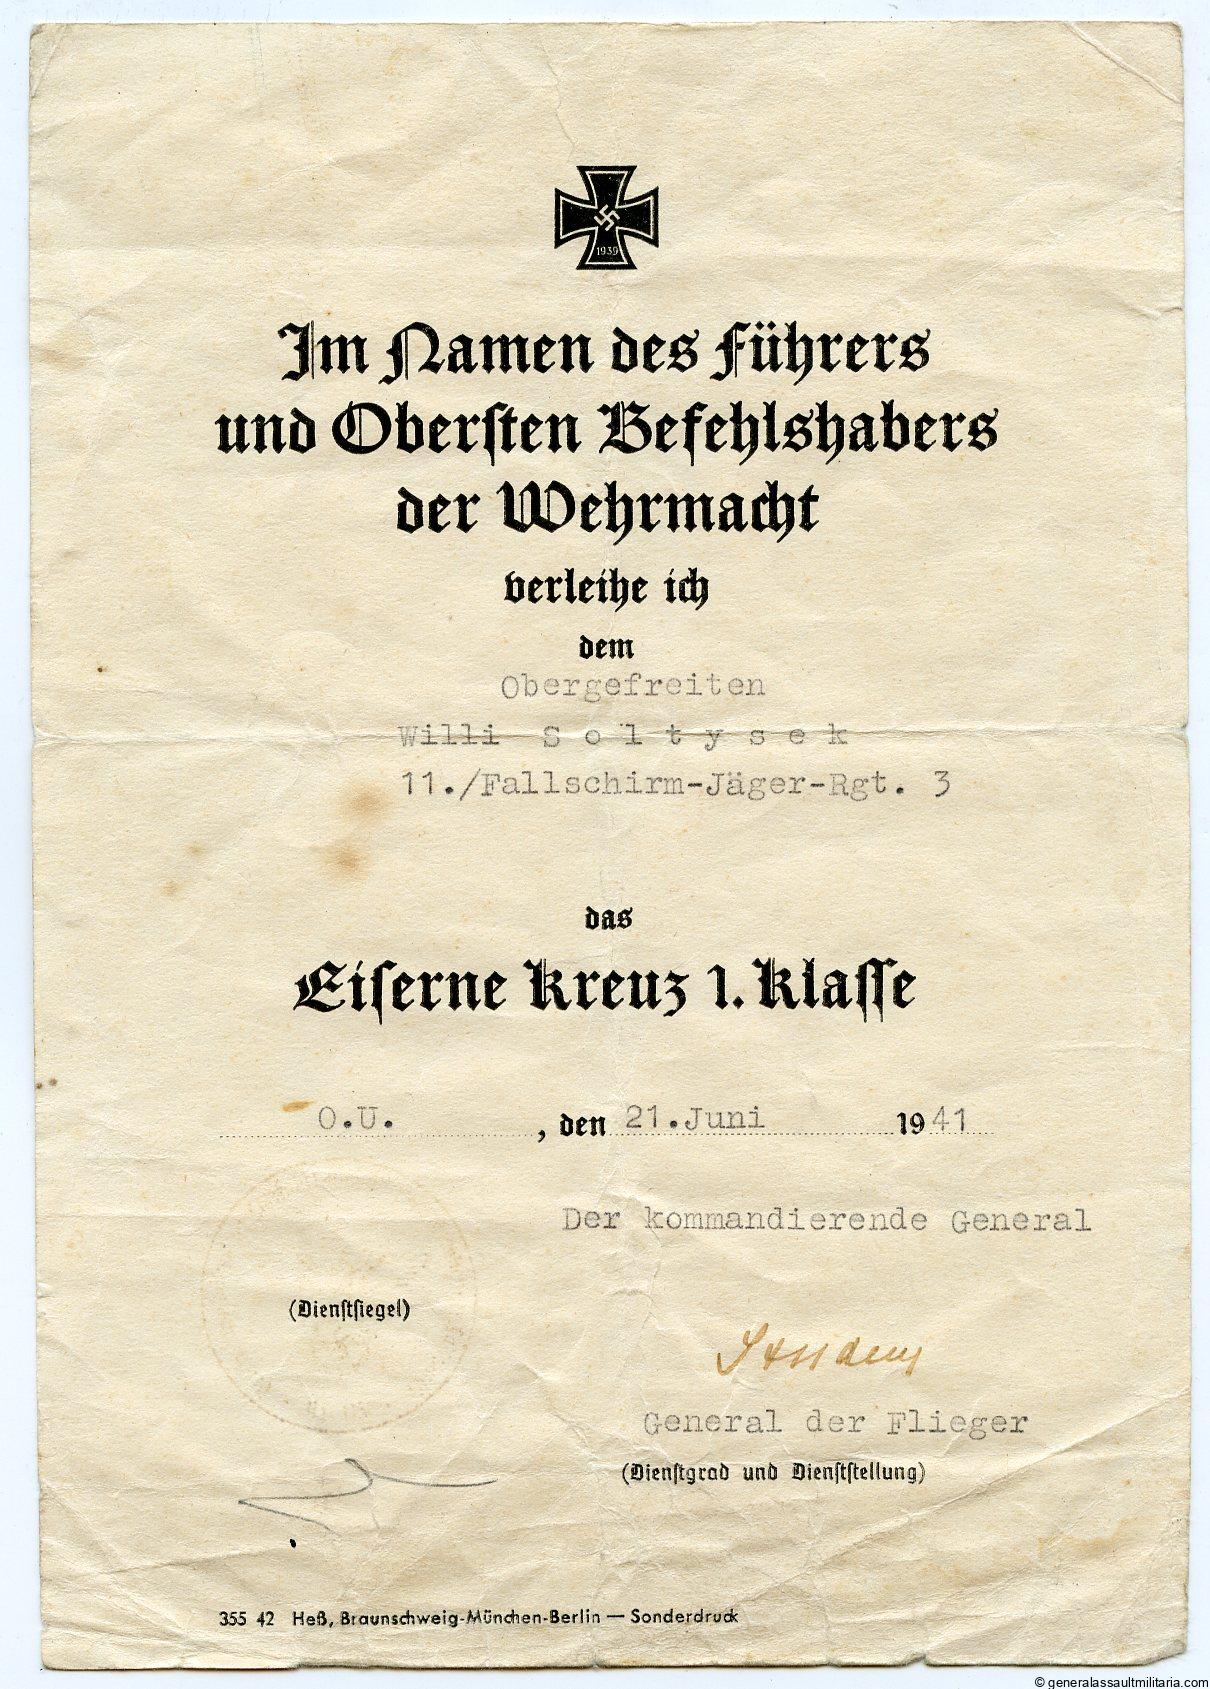 1939
Im Namen des Führers
und Obersten Befehlshabers
der Wehrmacht
verleihe ich
dem
Obergefreiten
Willi Soltysek
11./Fallschirm-Jäger-Rgt. 3
das
Eiserne Kreuz 1. Klasse
O.U. , den 21.Juni 1941
Der kommandierende General
(Dienstsiegel)
General der Flieger
(Dienstgrad und Dienststellung)
355 42 Heß, Braunschweig-München-Berlin — Sonderdruck
© generalassaultmilitaria.com